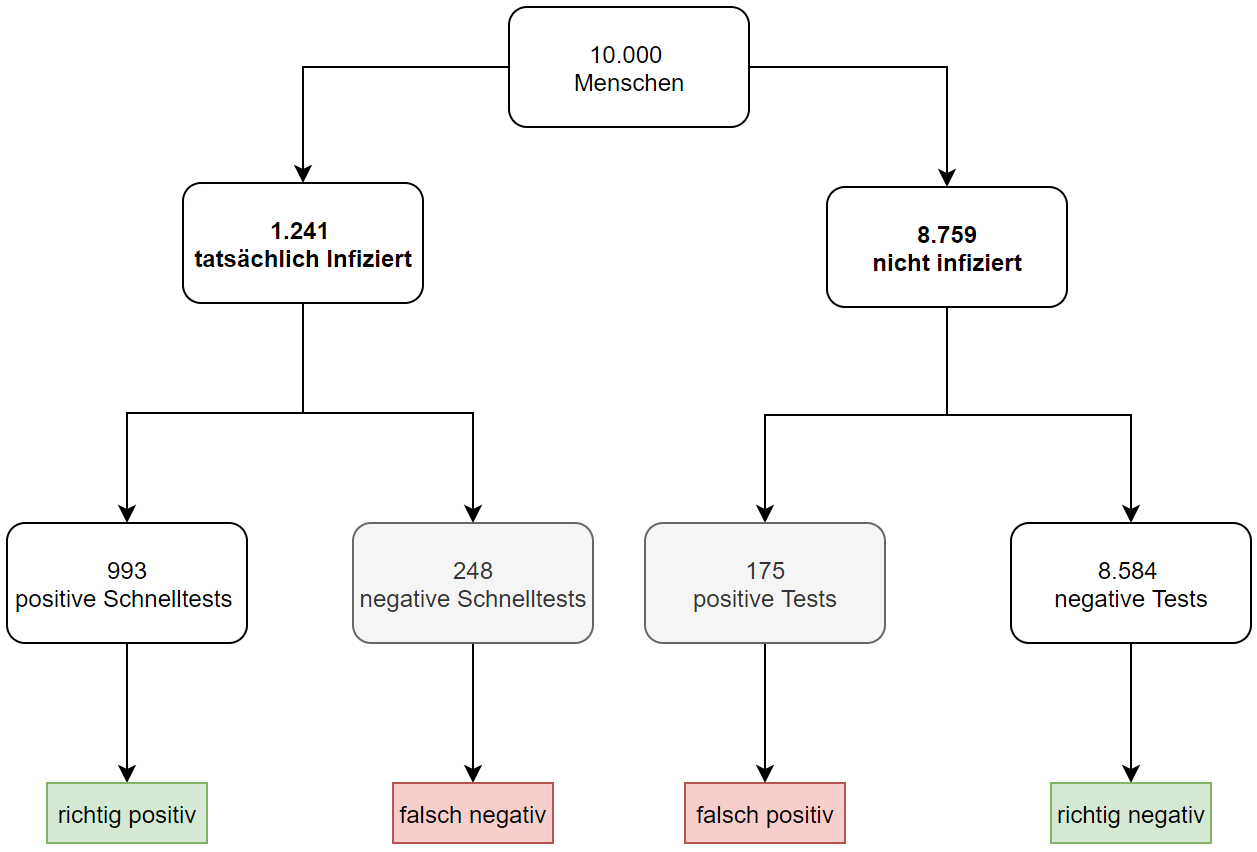 10.000
Menschen
1.241
tatsächlich Infiziert
8.759
nicht infiziert
993
positive Schnelltests
248
negative Schnelltests
175
positive Tests
8.584
negative Tests
richtig positiv
falsch negativ
falsch positiv
richtig negativ